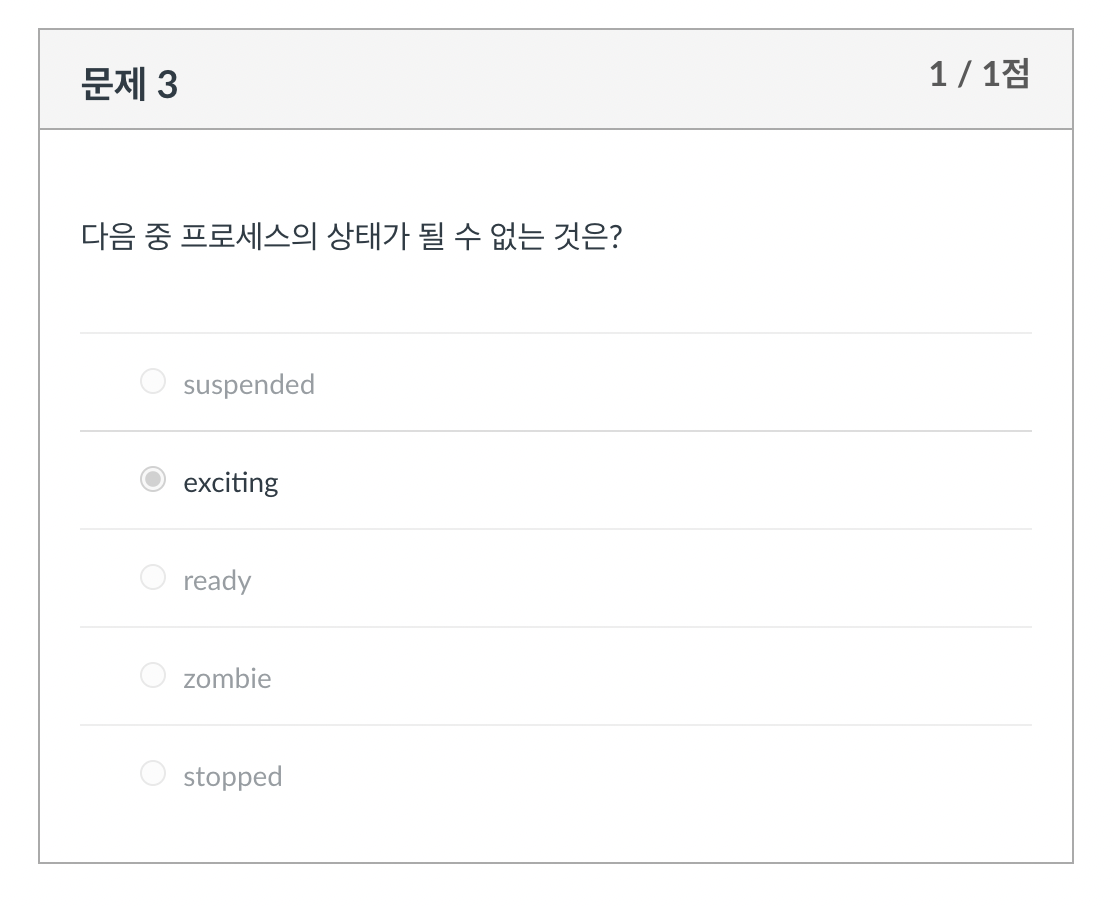 문제 3
1 / 1점
다음 중 프로세스의 상태가 될 수 없는 것은?
suspended
exciting
ready
zombie
stopped